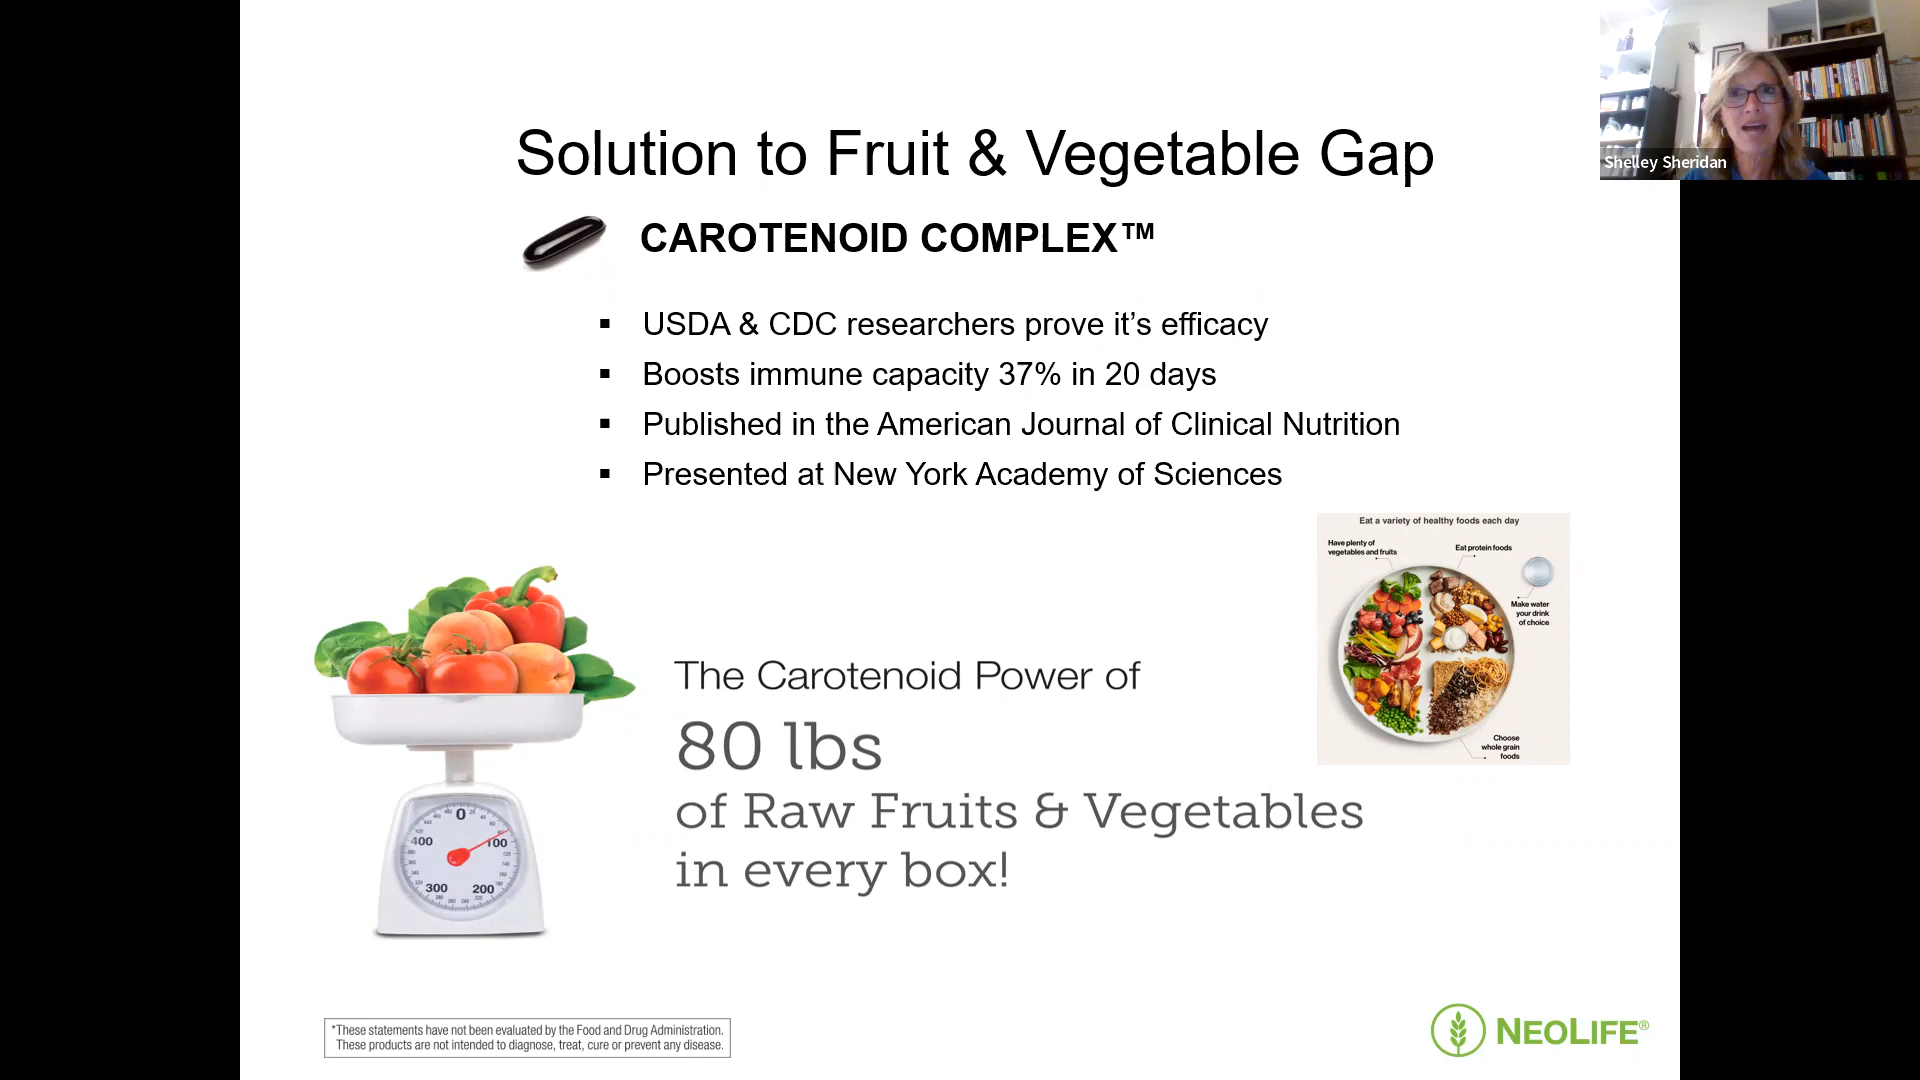 Solution to Fruit & Vegetable Gap
CAROTENOID COMPLEX™
▪ USDA & CDC researchers prove it’s efficacy
▪ Boosts immune capacity 37% in 20 days
▪ Published in the American Journal of Clinical Nutrition
▪ Presented at New York Academy of Sciences
Shelley Sheridan
Eat a variety of healthy foods each day
Have plenty of
vegetables and fruits
Eat protein foods
Make water
your drink
of choice
Choose
whole grain
foods
The Carotenoid Power of
80 lbs
of Raw Fruits & Vegetables
in every box!
0
400
100
300
200
*These statements have not been evaluated by the Food and Drug Administration.
These products are not intended to diagnose, treat, cure or prevent any disease.
NEOLIFE®